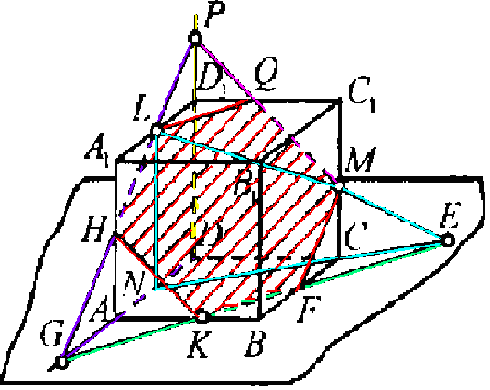 P
D₁ Q
L C₁
A₁ B₁ M
H D C E
N F
A
G K B